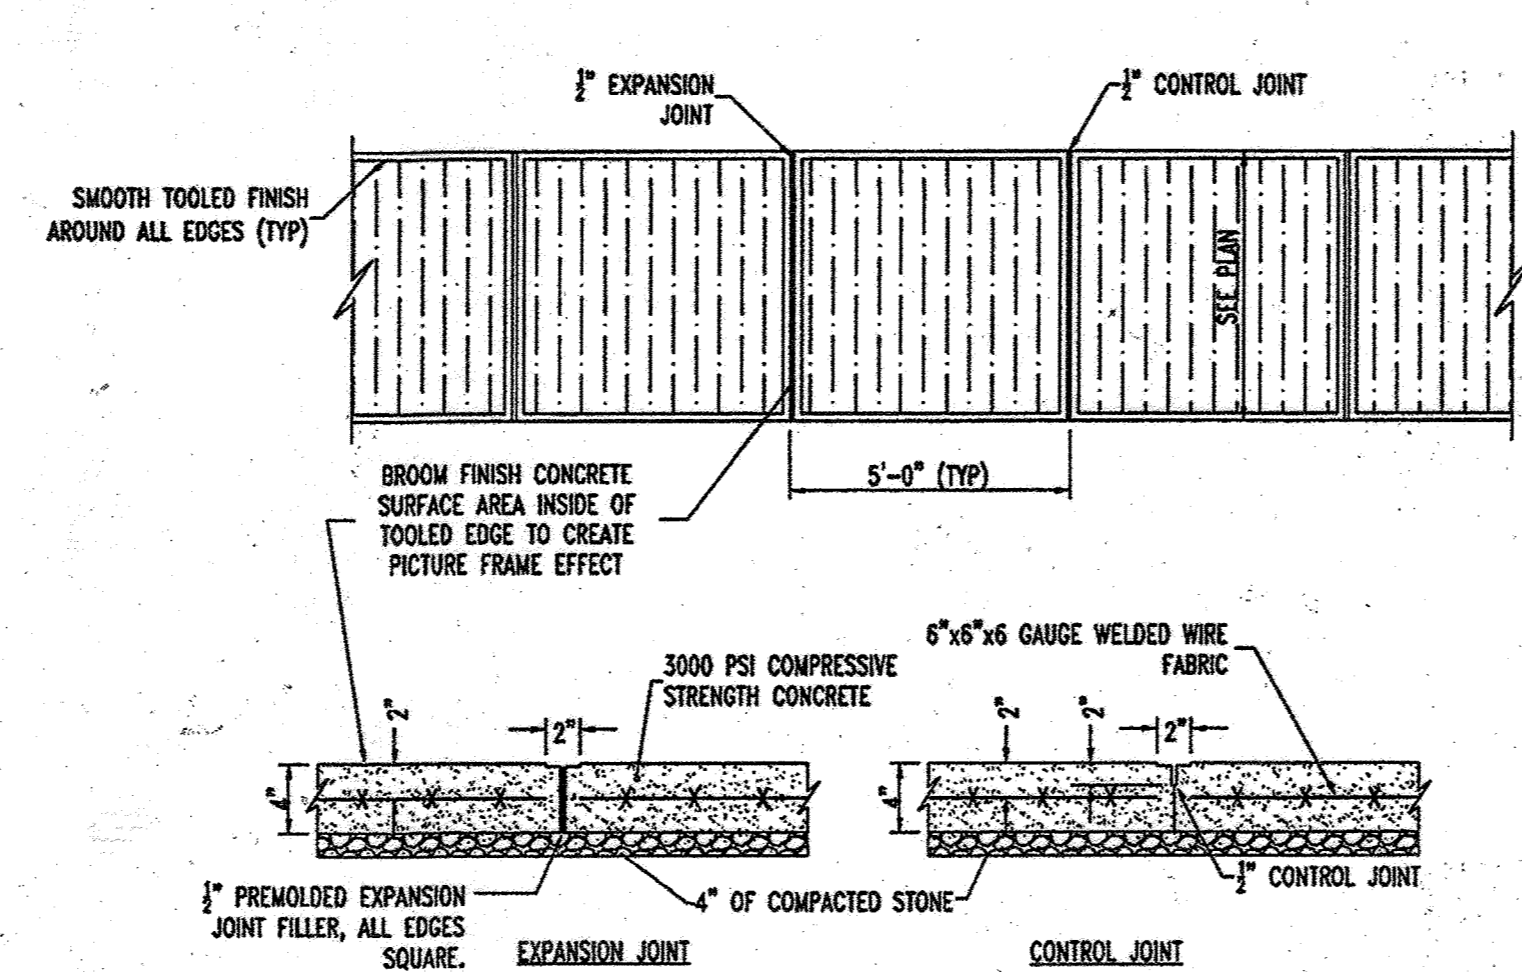 ½" EXPANSION
JOINT
½" CONTROL JOINT
SMOOTH TOOLED FINISH
AROUND ALL EDGES (TYP)
SEE PLAN
5'-0" (TYP)
BROOM FINISH CONCRETE
SURFACE AREA INSIDE OF
TOOLED EDGE TO CREATE
PICTURE FRAME EFFECT
3000 PSI COMPRESSIVE
STRENGTH CONCRETE
6"x6"x6 GAUGE WELDED WIRE
FABRIC
2"
2"
2"
2"
2"
4"
4"
½" PREMOLDED EXPANSION
JOINT FILLER, ALL EDGES
SQUARE.
4" OF COMPACTED STONE
½" CONTROL JOINT
EXPANSION JOINT
CONTROL JOINT